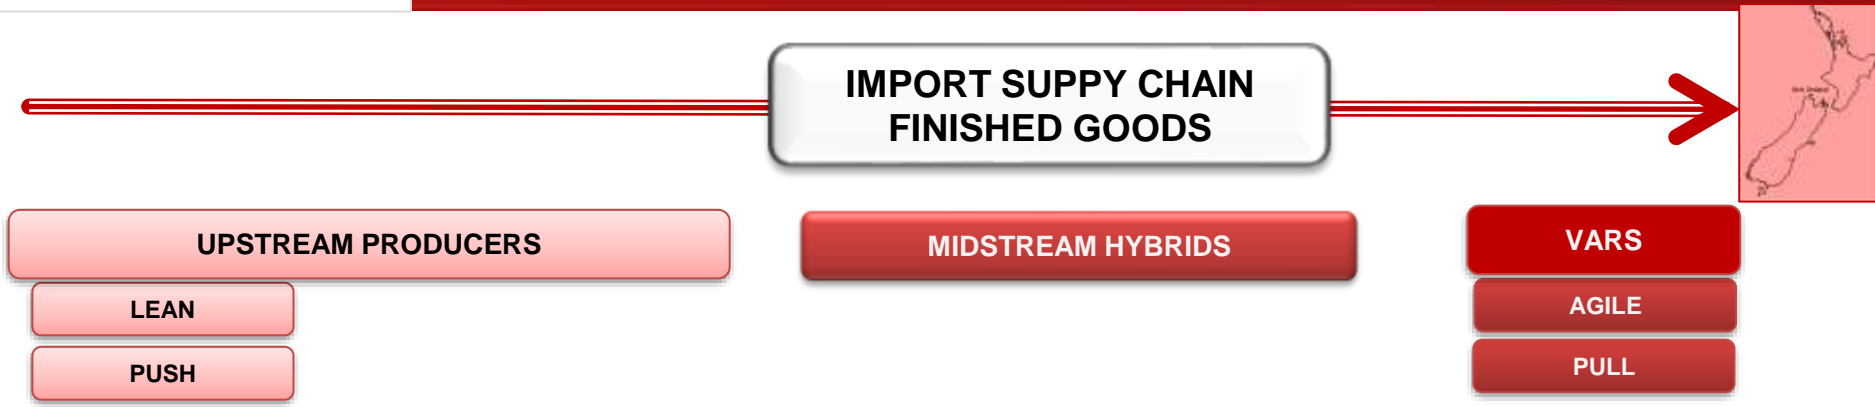 IMPORT SUPPY CHAIN
FINISHED GOODS
UPSTREAM PRODUCERS
MIDSTREAM HYBRIDS
VARS
LEAN
AGILE
PUSH
PULL